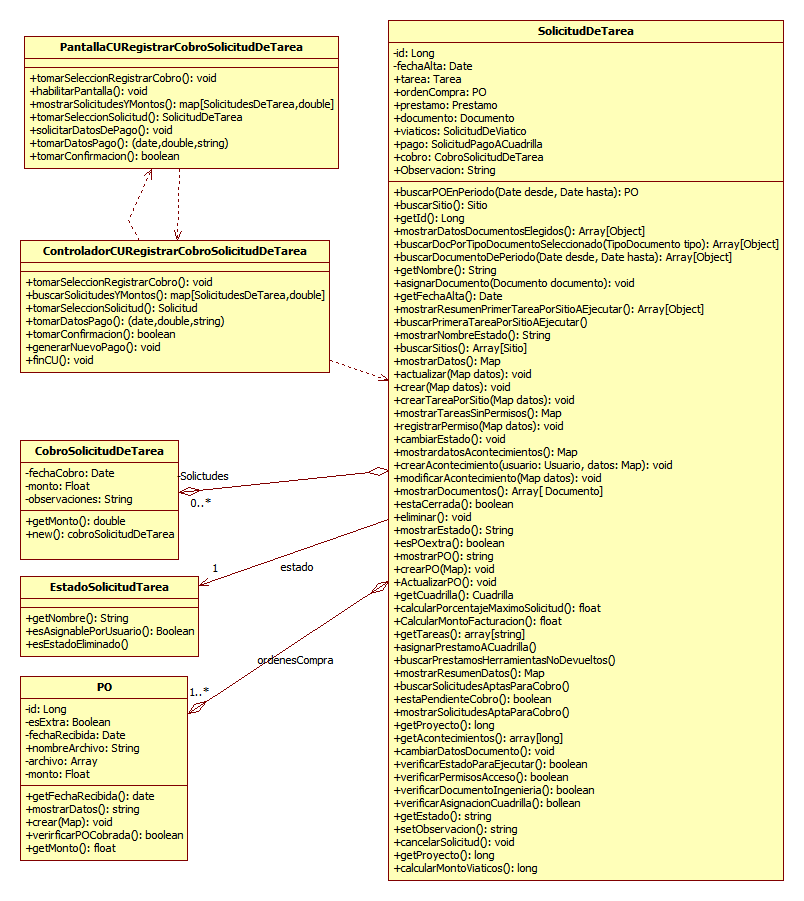 PantallaCURegistrarCobroSolicitudDeTarea
+tomarSeleccionRegistrarCobro(): void
+habilitarPantalla(): void
+mostrarSolicitudesYMontos(): map[SolicitudesDeTarea,double]
+tomarSeleccionSolicitud(): SolicitudDeTarea
+solicitarDatosDePago(): void
+tomarDatosPago(): (date,double,string)
+tomarConfirmacion(): boolean
ControladorCURegistrarCobroSolicitudDeTarea
+tomarSeleccionRegistrarCobro(): void
+buscarSolicitudesYMontos(): map[SolicitudesDeTarea,double]
+tomarSeleccionSolicitud(): Solicitud
+tomarDatosPago(): (date,double,string)
+tomarConfirmacion(): boolean
+generarNuevoPago(): void
+finCU(): void
CobroSolicitudDeTarea
-fechaCobro: Date
-monto: Float
-observaciones: String
+getMonto(): double
+new(): cobroSolicitudDeTarea
-Solictudes
0..*
EstadoSolicitudTarea
+getNombre(): String
+esAsignablePorUsuario(): Boolean
+esEstadoEliminado()
1
estado
PO
-id: Long
-esExtra: Boolean
-fechaRecibida: Date
+nombreArchivo: String
-archivo: Array
-monto: Float
+getFechaRecibida(): date
+mostrarDatos(): string
+crear(Map): void
+verirficarPOCobrada(): boolean
+getMonto(): float
1..*
ordenesCompra
SolicitudDeTarea
-id: Long
-fechaAlta: Date
+tarea: Tarea
+ordenCompra: PO
+prestamo: Prestamo
+documento: Documento
+viaticos: SolicitudDeViatico
+pago: SolicitudPagoACuadrilla
+cobro: CobroSolicitudDeTarea
+Observacion: String
+buscarPOEnPeriodo(Date desde, Date hasta): PO
+buscarSitio(): Sitio
+getId(): Long
+mostrarDatosDocumentosElegidos(): Array[Object]
+buscarDocPorTipoDocumentoSeleccionado(TipoDocumento tipo): Array[Object]
+buscarDocumentoDePeriodo(Date desde, Date hasta): Array[Object]
+getNombre(): String
+asignarDocumento(Documento documento): void
+getFechaAlta(): Date
+mostrarResumenPrimerTareaPorSitioAEjecutar(): Array[Object]
+buscarPrimeraTareaPorSitioAEjecutar()
+mostrarNombreEstado(): String
+buscarSitios(): Array[Sitio]
+mostrarDatos(): Map
+actualizar(Map datos): void
+crear(Map datos): void
+crearTareaPorSitio(Map datos): void
+mostrarTareasSinPermisos(): Map
+registrarPermiso(Map datos): void
+cambiarEstado(): void
+mostrardatosAcontecimientos(): Map
+crearAcontecimiento(usuario: Usuario, datos: Map): void
+modificarAcontecimiento(Map datos): void
+mostrarDocumentos(): Array[ Documento]
+estaCerrada(): boolean
+eliminar(): void
+mostrarEstado(): String
+esPOextra(): boolean
+mostrarPO(): string
+crearPO(Map): void
+ActualizarPO(): void
+getCuadrilla(): Cuadrilla
+calcularPorcentajeMaximoSolicitud(): float
+CalcularMontoFacturacion(): float
+getTareas(): array[string]
+asignarPrestamoACuadrilla()
+buscarPrestamosHerramientasNoDevueltos()
+mostrarResumenDatos(): Map
+buscarSolicitudesAptasParaCobro()
+estaPendienteCobro(): boolean
+mostrarSolicitudesAptaParaCobro()
+getProyecto(): long
+getAcontecimientos(): array[long]
+cambiarDatosDocumento(): void
+verificarEstadoParaEjecutar(): boolean
+verificarPermisosAcceso(): boolean
+verificarDocumentoIngenieria(): boolean
+verificarAsignacionCuadrilla(): bollean
+getEstado(): string
+setObservacion(): string
+cancelarSolicitud(): void
+getProyecto(): long
+calcularMontoViaticos(): long